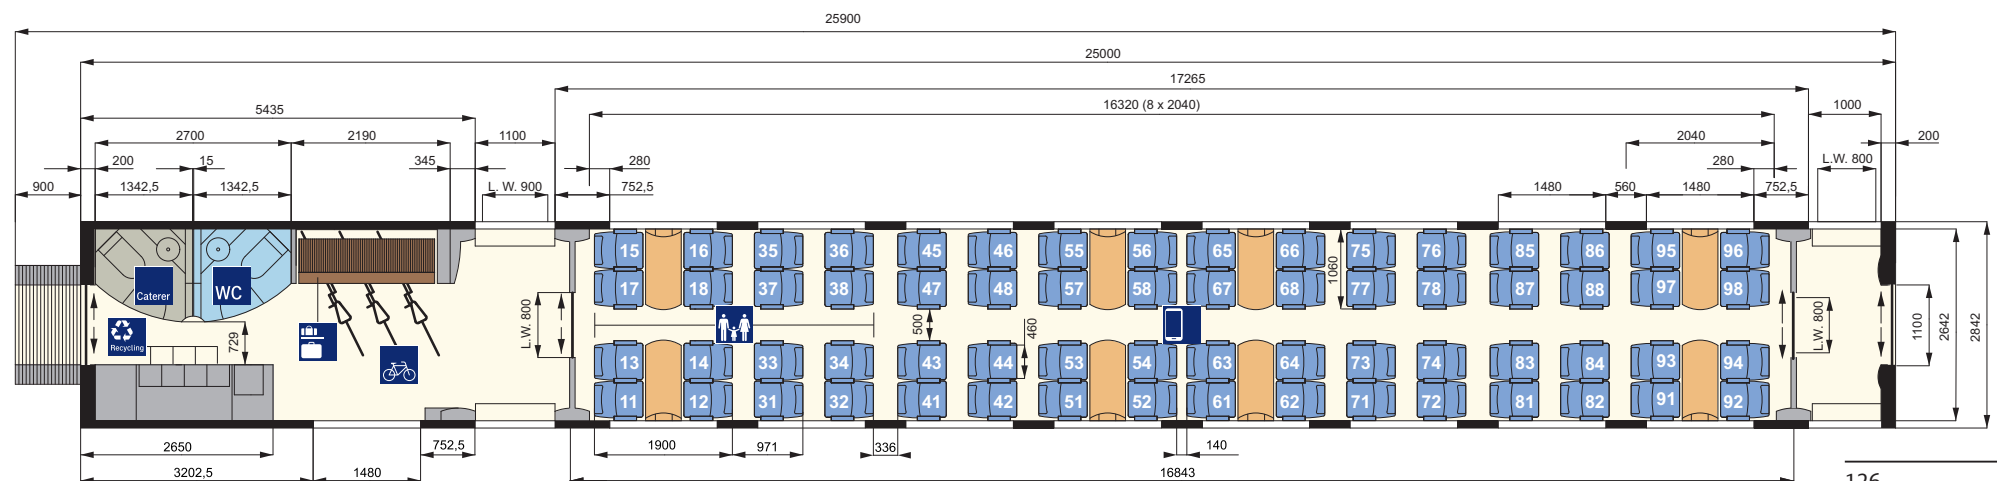 25900
25000
17265
16320 (8 x 2040)
5435 1000
2700 2190 1100 2040
200 15 345 280 280 L.W. 800 200
900 1342,5 1342,5 L. W. 900 752,5 1480 560 1480 752,5
15 16 35 36 45 46 55 56 65 66 75 76 85 86 95 96
17 18 37 38 47 48 57 58 67 68 1060 77 78 87 88 97 98
Caterer WC
Recycling 729 L.W. 800 500 460 L.W. 800 1100 2642 2842
13 14 33 34 43 44 53 54 63 64 73 74 83 84 93 94
11 12 31 32 41 42 51 52 61 62 71 72 81 82 91 92
2650 752,5 1900 971 336 140
3202,5 1480 16843
126